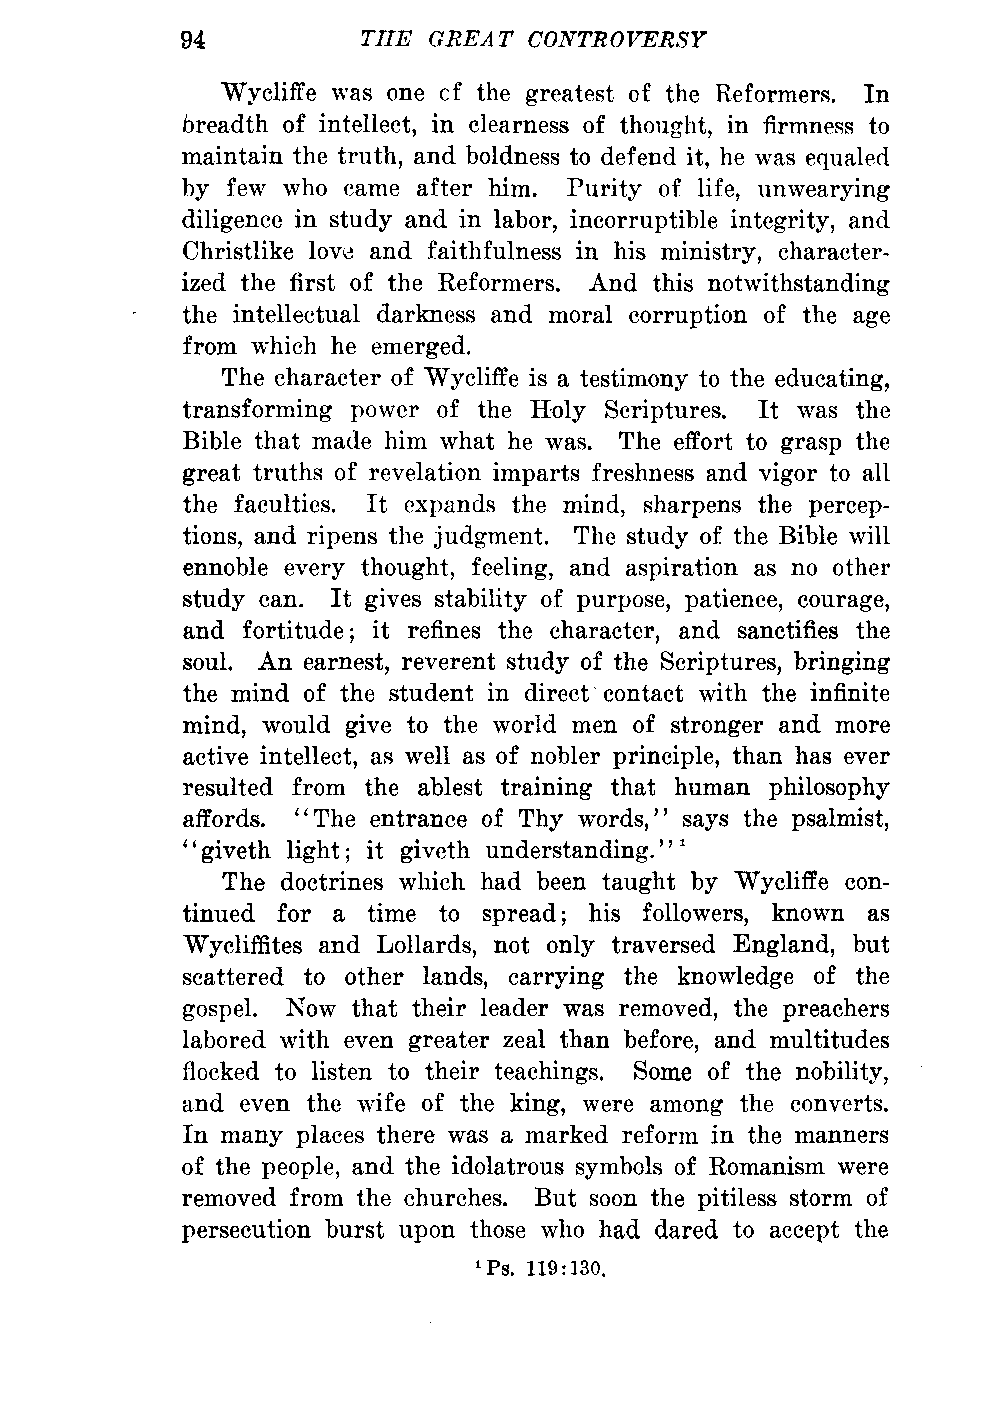 94 THE GREAT CONTROVERSY
Wycliffe was one of the greatest of the Reformers. In
breadth of intellect, in clearness of thought, in firmness to
maintain the truth, and boldness to defend it, he was equaled
by few who came after him. Purity of life, unwearying
diligence in study and in labor, incorruptible integrity, and
Christlike love and faithfulness in his ministry, character-
ized the first of the Reformers. And this notwithstanding
the intellectual darkness and moral corruption of the age
from which he emerged.
The character of Wycliffe is a testimony to the educating,
transforming power of the Holy Scriptures. It was the
Bible that made him what he was. The effort to grasp the
great truths of revelation imparts freshness and vigor to all
the faculties. It expands the mind, sharpens the percep-
tions, and ripens the judgment. The study of the Bible will
ennoble every thought, feeling, and aspiration as no other
study can. It gives stability of purpose, patience, courage,
and fortitude; it refines the character, and sanctifies the
soul. An earnest, reverent study of the Scriptures, bringing
the mind of the student in direct contact with the infinite
mind, would give to the world men of stronger and more
active intellect, as well as of nobler principle, than has ever
resulted from the ablest training that human philosophy
affords. "The entrance of Thy words," says the psalmist,
"giveth light; it giveth understanding." ¹
The doctrines which had been taught by Wycliffe con-
tinued for a time to spread; his followers, known as
Wycliffites and Lollards, not only traversed England, but
scattered to other lands, carrying the knowledge of the
gospel. Now that their leader was removed, the preachers
labored with even greater zeal than before, and multitudes
flocked to listen to their teachings. Some of the nobility,
and even the wife of the king, were among the converts.
In many places there was a marked reform in the manners
of the people, and the idolatrous symbols of Romanism were
removed from the churches. But soon the pitiless storm of
persecution burst upon those who had dared to accept the
¹ Ps. 119:130.